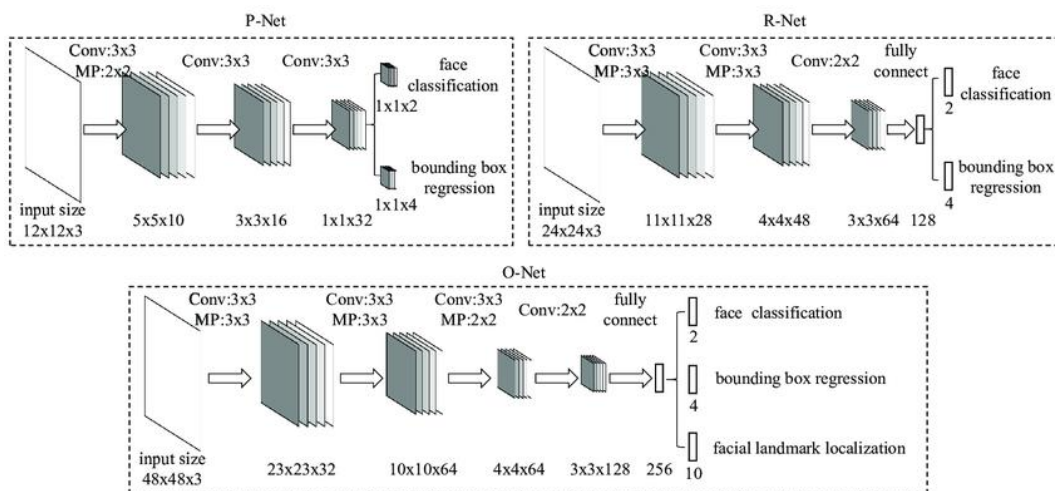 P-Net
Conv:3x3
MP:2x2
Conv:3x3
Conv:3x3
face
classification
1x1x2
bounding box
regression
1x1x4
input size
12x12x3
5x5x10
3x3x16
1x1x32
R-Net
Conv:3x3
MP:3x3
Conv:3x3
MP:3x3
Conv:2x2
fully
connect
face
classification
2
bounding box
regression
4
input size
24x24x3
11x11x28
4x4x48
3x3x64
128
O-Net
Conv:3x3
MP:3x3
Conv:3x3
MP:3x3
Conv:3x3
MP:2x2
Conv:2x2
fully
connect
face classification
2
bounding box regression
4
facial landmark localization
10
input size
48x48x3
23x23x32
10x10x64
4x4x64
3x3x128
256